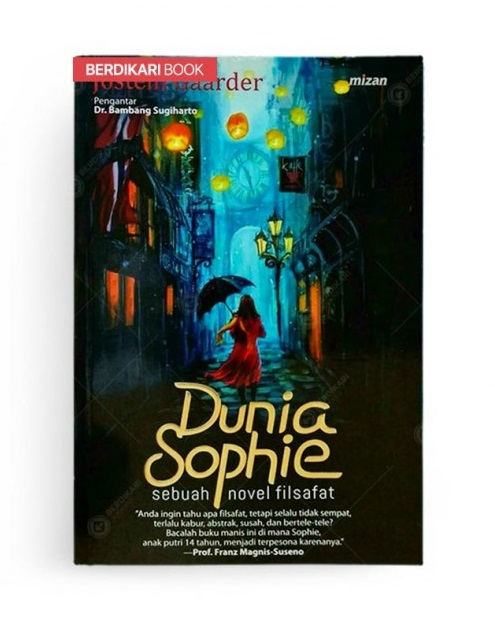 BERDIKARI BOOK
Jostein Gaarder
mizan
Pengantar
Dr. Bambang Sugiharto
Dunia
Sophie
sebuah novel filsafat
"Anda ingin tahu apa filsafat, tetapi selalu tidak sempat,
terlalu kabur, abstrak, susah, dan bertele-tele?
Bacalah buku manis ini di mana Sophie,
anak putri 14 tahun, menjadi terpesona karenanya."
—Prof. Franz Magnis-Suseno